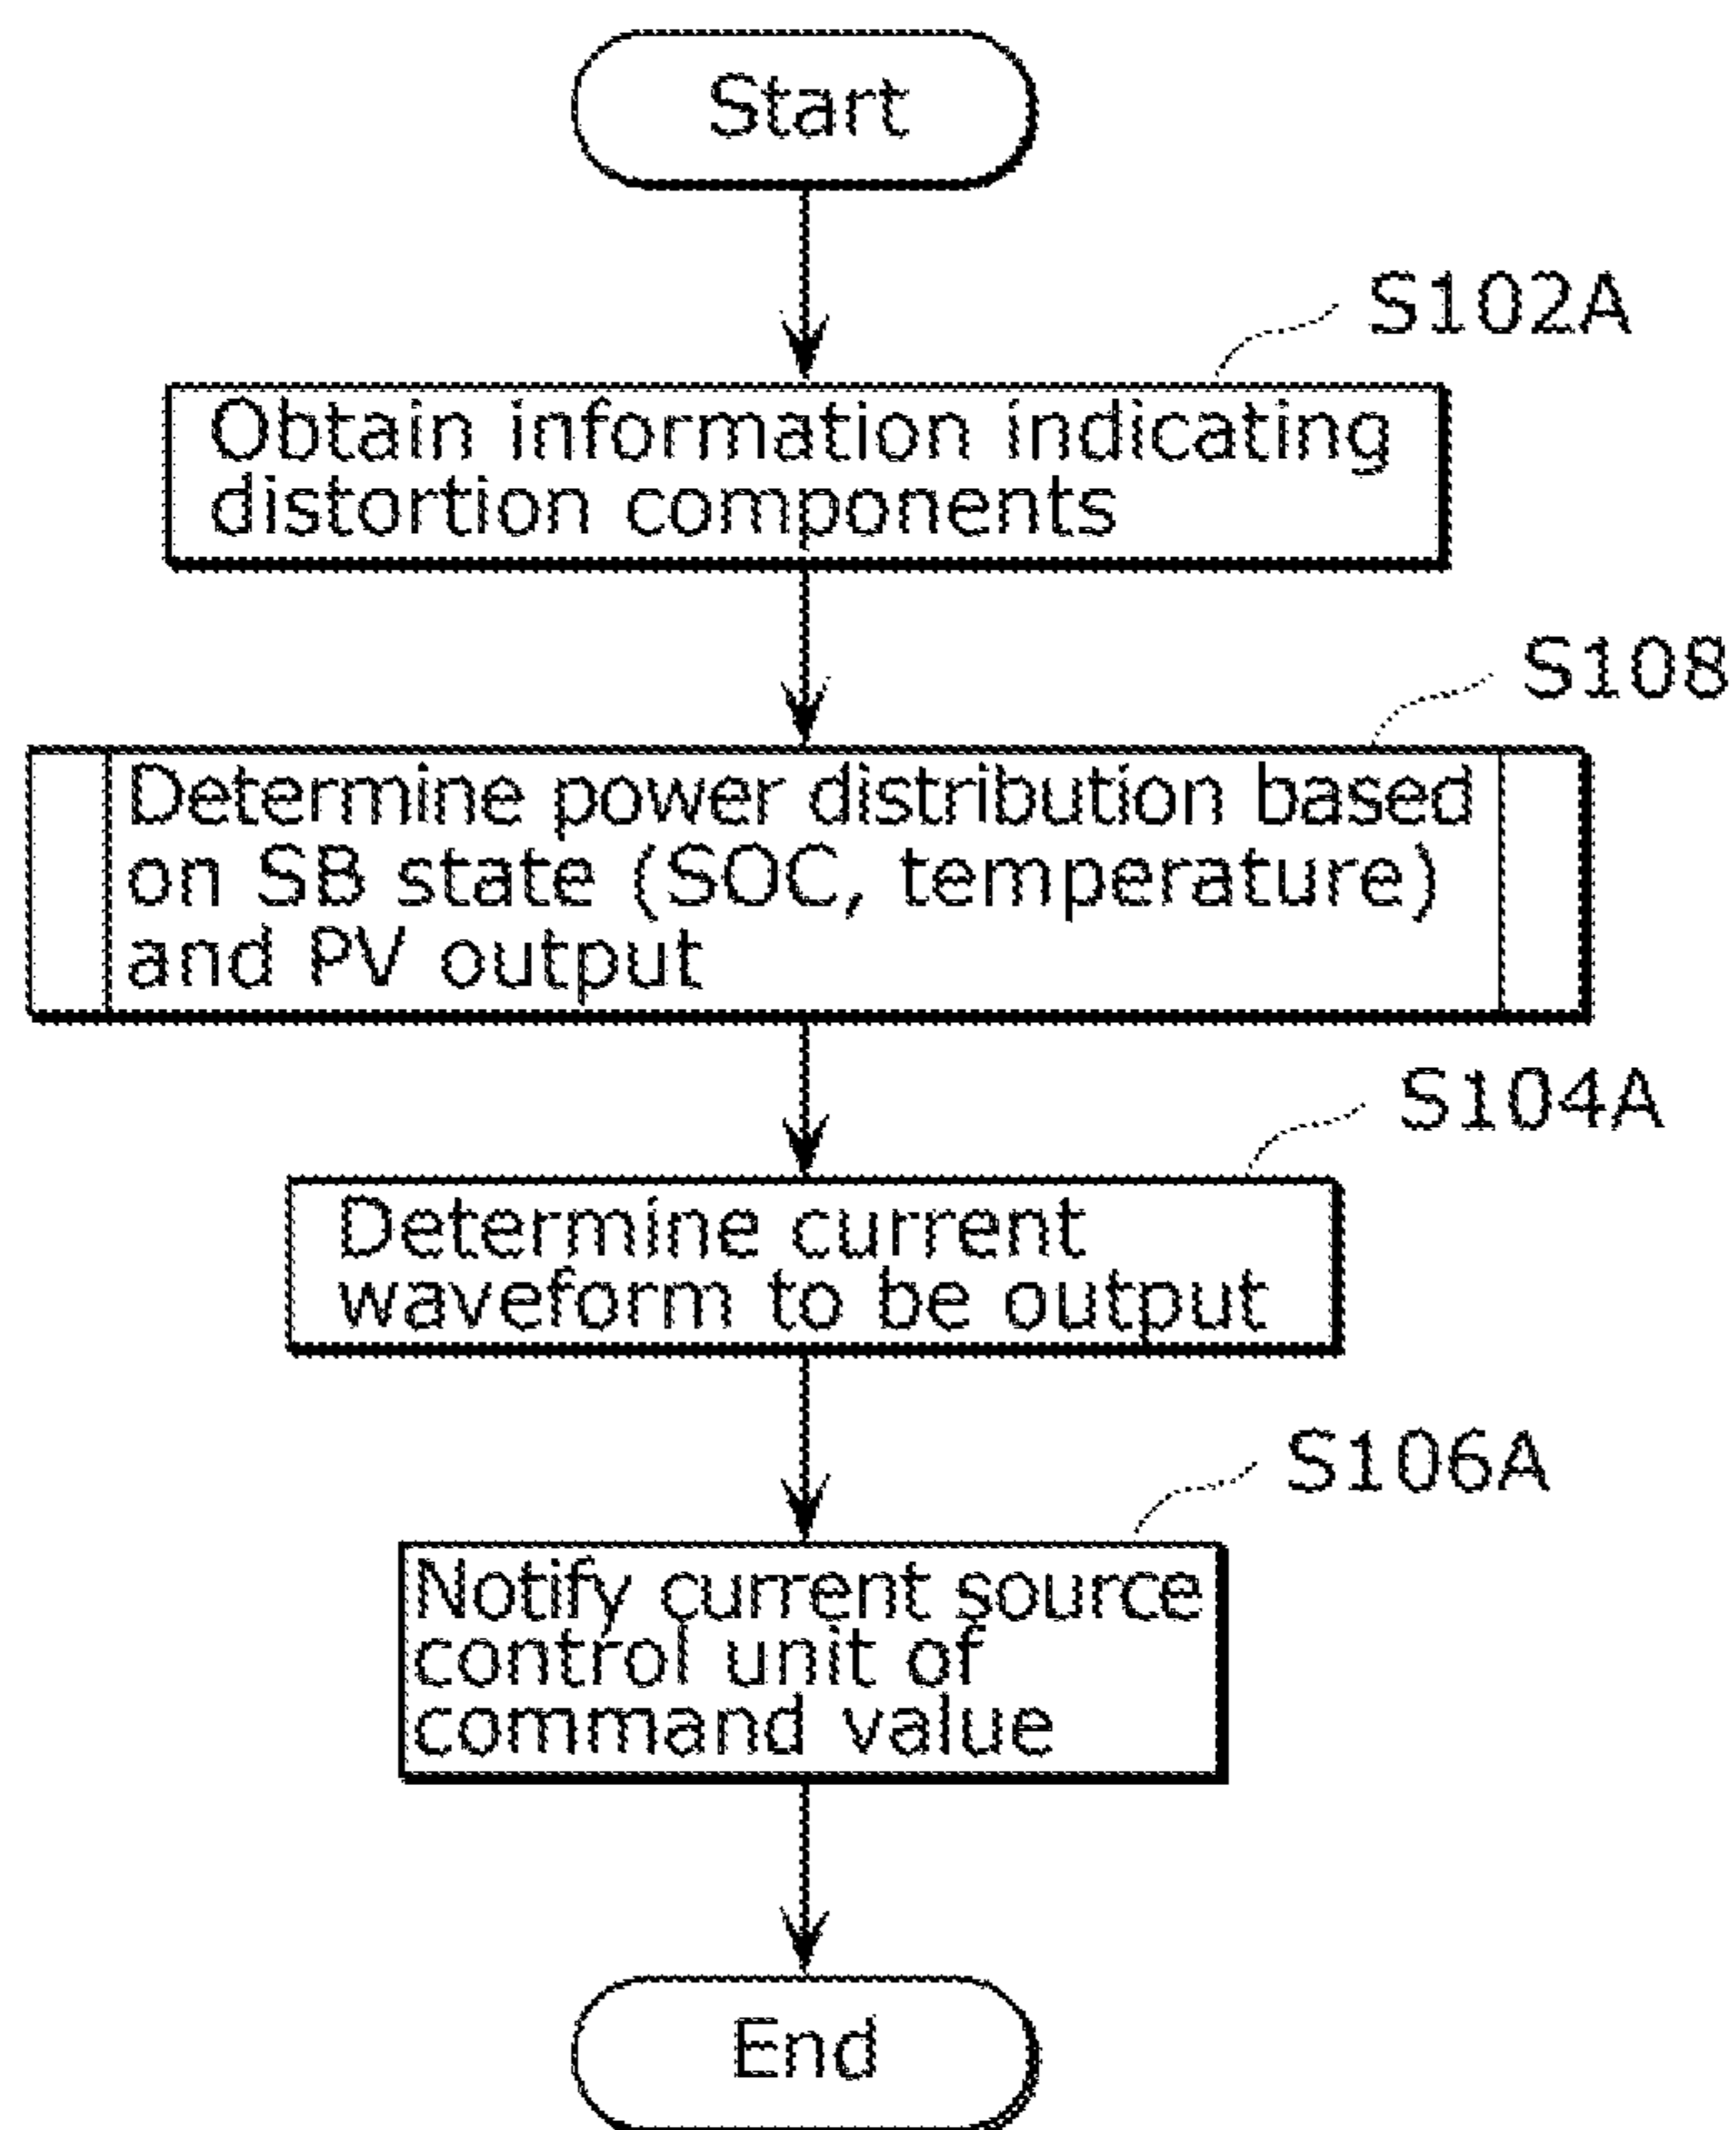 Start
S102A
Obtain information indicating
distortion components
S108
Determine power distribution based
on SB state (SOC, temperature)
and PV output
S104A
Determine current
waveform to be output
S106A
Notify current source
control unit of
command value
End